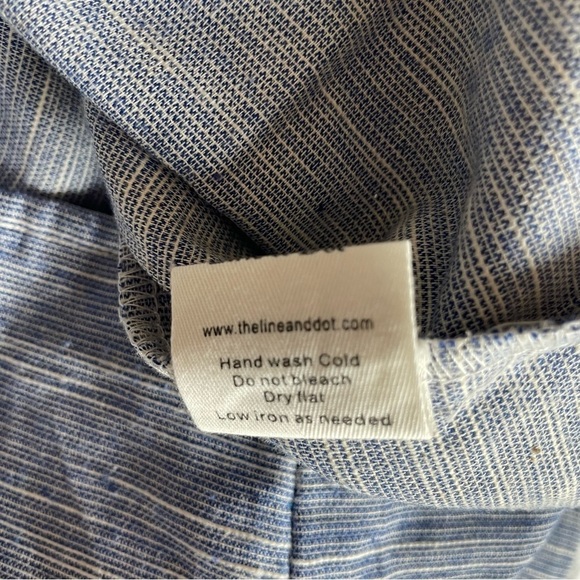 www.thelineanddot.com
Hand wash Cold
Do not bleach
Dry flat
Low iron as needed